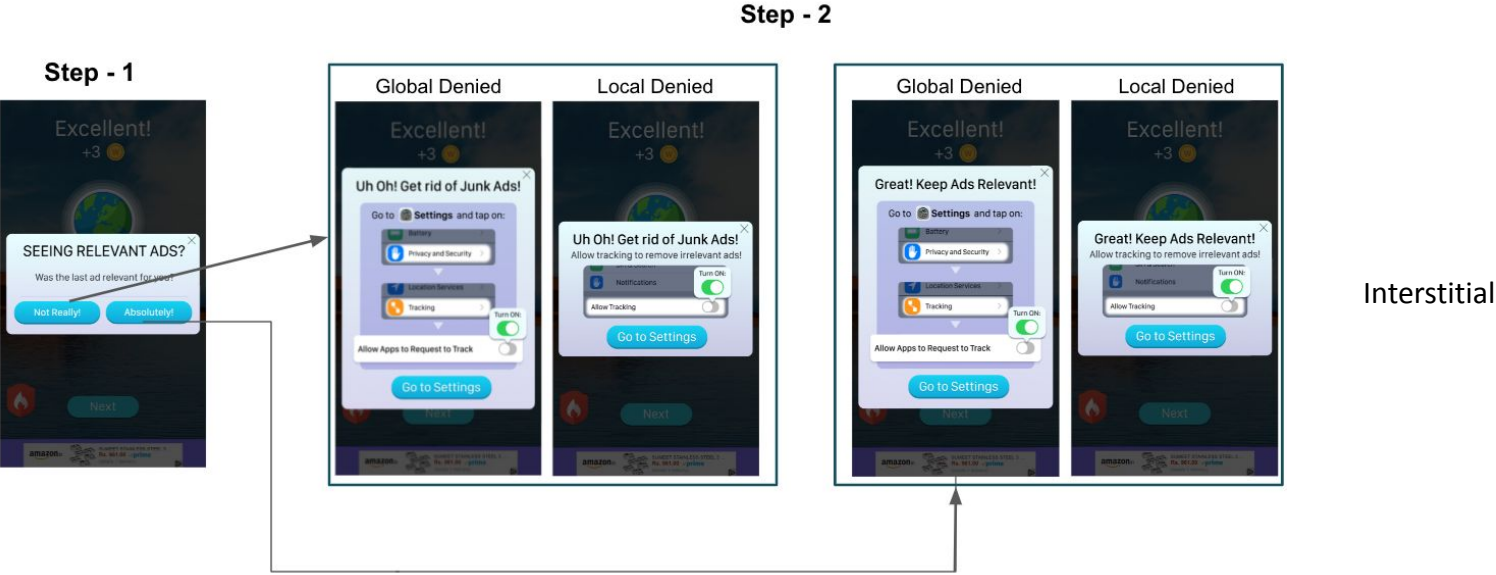 Step - 2
Step - 1
Excellent!
+3
SEEING RELEVANT ADS?
Was the last ad relevant for you?
Not Really!
Absolutely!
Next
amazon
Global Denied
Excellent!
+3
Uh Oh! Get rid of Junk Ads!
Go to Settings and tap on:
Battery
Privacy and Security
Location Services
Tracking
Turn ON:
Allow Apps to Request to Track
Go to Settings
Next
amazon
Local Denied
Excellent!
+3
Uh Oh! Get rid of Junk Ads!
Allow tracking to remove irrelevant ads!
Notifications
Turn ON:
Allow Tracking
Go to Settings
Next
amazon
Global Denied
Excellent!
+3
Great! Keep Ads Relevant!
Go to Settings and tap on:
Battery
Privacy and Security
Location Services
Tracking
Turn ON:
Allow Apps to Request to Track
Go to Settings
Next
amazon
Local Denied
Excellent!
+3
Great! Keep Ads Relevant!
Allow tracking to remove irrelevant ads!
Notifications
Turn ON:
Allow Tracking
Go to Settings
Next
amazon
Interstitial